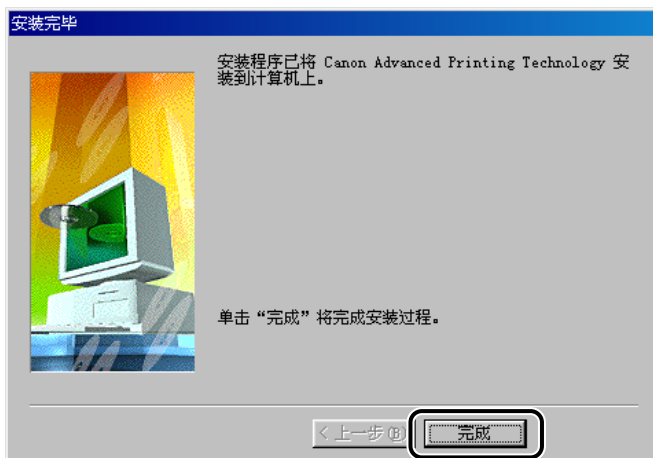 安装完毕
安装程序已将 Canon Advanced Printing Technology 安
装到计算机上。
单击“完成”将完成安装过程。
< 上一步(B) 完成